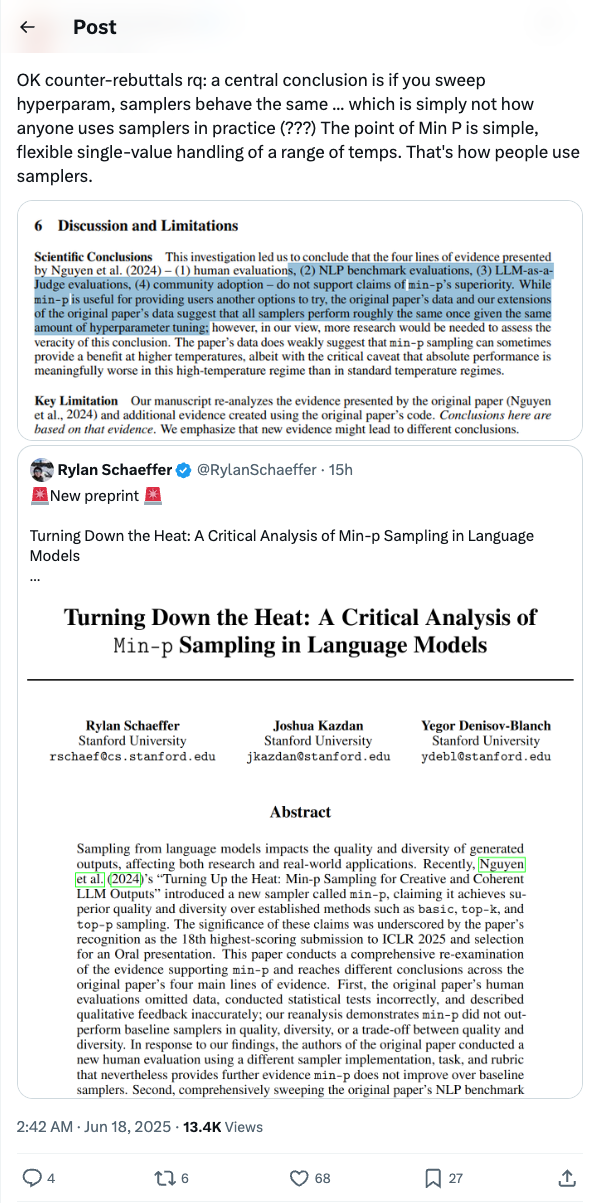 Post
OK counter-rebuttals rq: a central conclusion is if you sweep
hyperparam, samplers behave the same ... which is simply not how
anyone uses samplers in practice (???) The point of Min P is simple,
flexible single-value handling of a range of temps. That's how people use
samplers.
6 Discussion and Limitations
Scientific Conclusions This investigation led us to conclude that the four lines of evidence presented
by Nguyen et al. (2024) – (1) human evaluations, (2) NLP benchmark evaluations, (3) LLM-as-a-
Judge evaluations, (4) community adoption – do not support claims of min-p's superiority. While
min-p is useful for providing users another options to try, the original paper's data and our extensions
of the original paper's data suggest that all samplers perform roughly the same once given the same
amount of hyperparameter tuning; however, in our view, more research would be needed to assess the
veracity of this conclusion. The paper's data does weakly suggest that min-p sampling can sometimes
provide a benefit at higher temperatures, albeit with the critical caveat that absolute performance is
meaningfully worse in this high-temperature regime than in standard temperature regimes.
Key Limitation Our manuscript re-analyzes the evidence presented by the original paper (Nguyen
et al., 2024) and additional evidence created using the original paper's code. Conclusions here are
based on that evidence. We emphasize that new evidence might lead to different conclusions.
Rylan Schaeffer @RylanSchaeffer · 15h
🚨New preprint 🚨
Turning Down the Heat: A Critical Analysis of Min-p Sampling in Language
Models
...
Turning Down the Heat: A Critical Analysis of
Min-p Sampling in Language Models
Rylan Schaeffer Joshua Kazdan Yegor Denisov-Blanch
Stanford University Stanford University Stanford University
rschaef@cs.stanford.edu jkazdan@stanford.edu ydebl@stanford.edu
Abstract
Sampling from language models impacts the quality and diversity of generated
outputs, affecting both research and real-world applications. Recently, Nguyen
et al. (2024)'s "Turning Up the Heat: Min-p Sampling for Creative and Coherent
LLM Outputs" introduced a new sampler called min-p, claiming it achieves su-
perior quality and diversity over established methods such as basic, top-k, and
top-p sampling. The significance of these claims was underscored by the paper's
recognition as the 18th highest-scoring submission to ICLR 2025 and selection
for an Oral presentation. This paper conducts a comprehensive re-examination
of the evidence supporting min-p and reaches different conclusions across the
original paper's four main lines of evidence. First, the original paper's human
evaluations omitted data, conducted statistical tests incorrectly, and described
qualitative feedback inaccurately; our reanalysis demonstrates min-p did not out-
perform baseline samplers in quality, diversity, or a trade-off between quality and
diversity. In response to our findings, the authors of the original paper conducted a
new human evaluation using a different sampler implementation, task, and rubric
that nevertheless provides further evidence min-p does not improve over baseline
samplers. Second, comprehensively sweeping the original paper's NLP benchmark
2:42 AM · Jun 18, 2025 · 13.4K Views
4 6 68 27